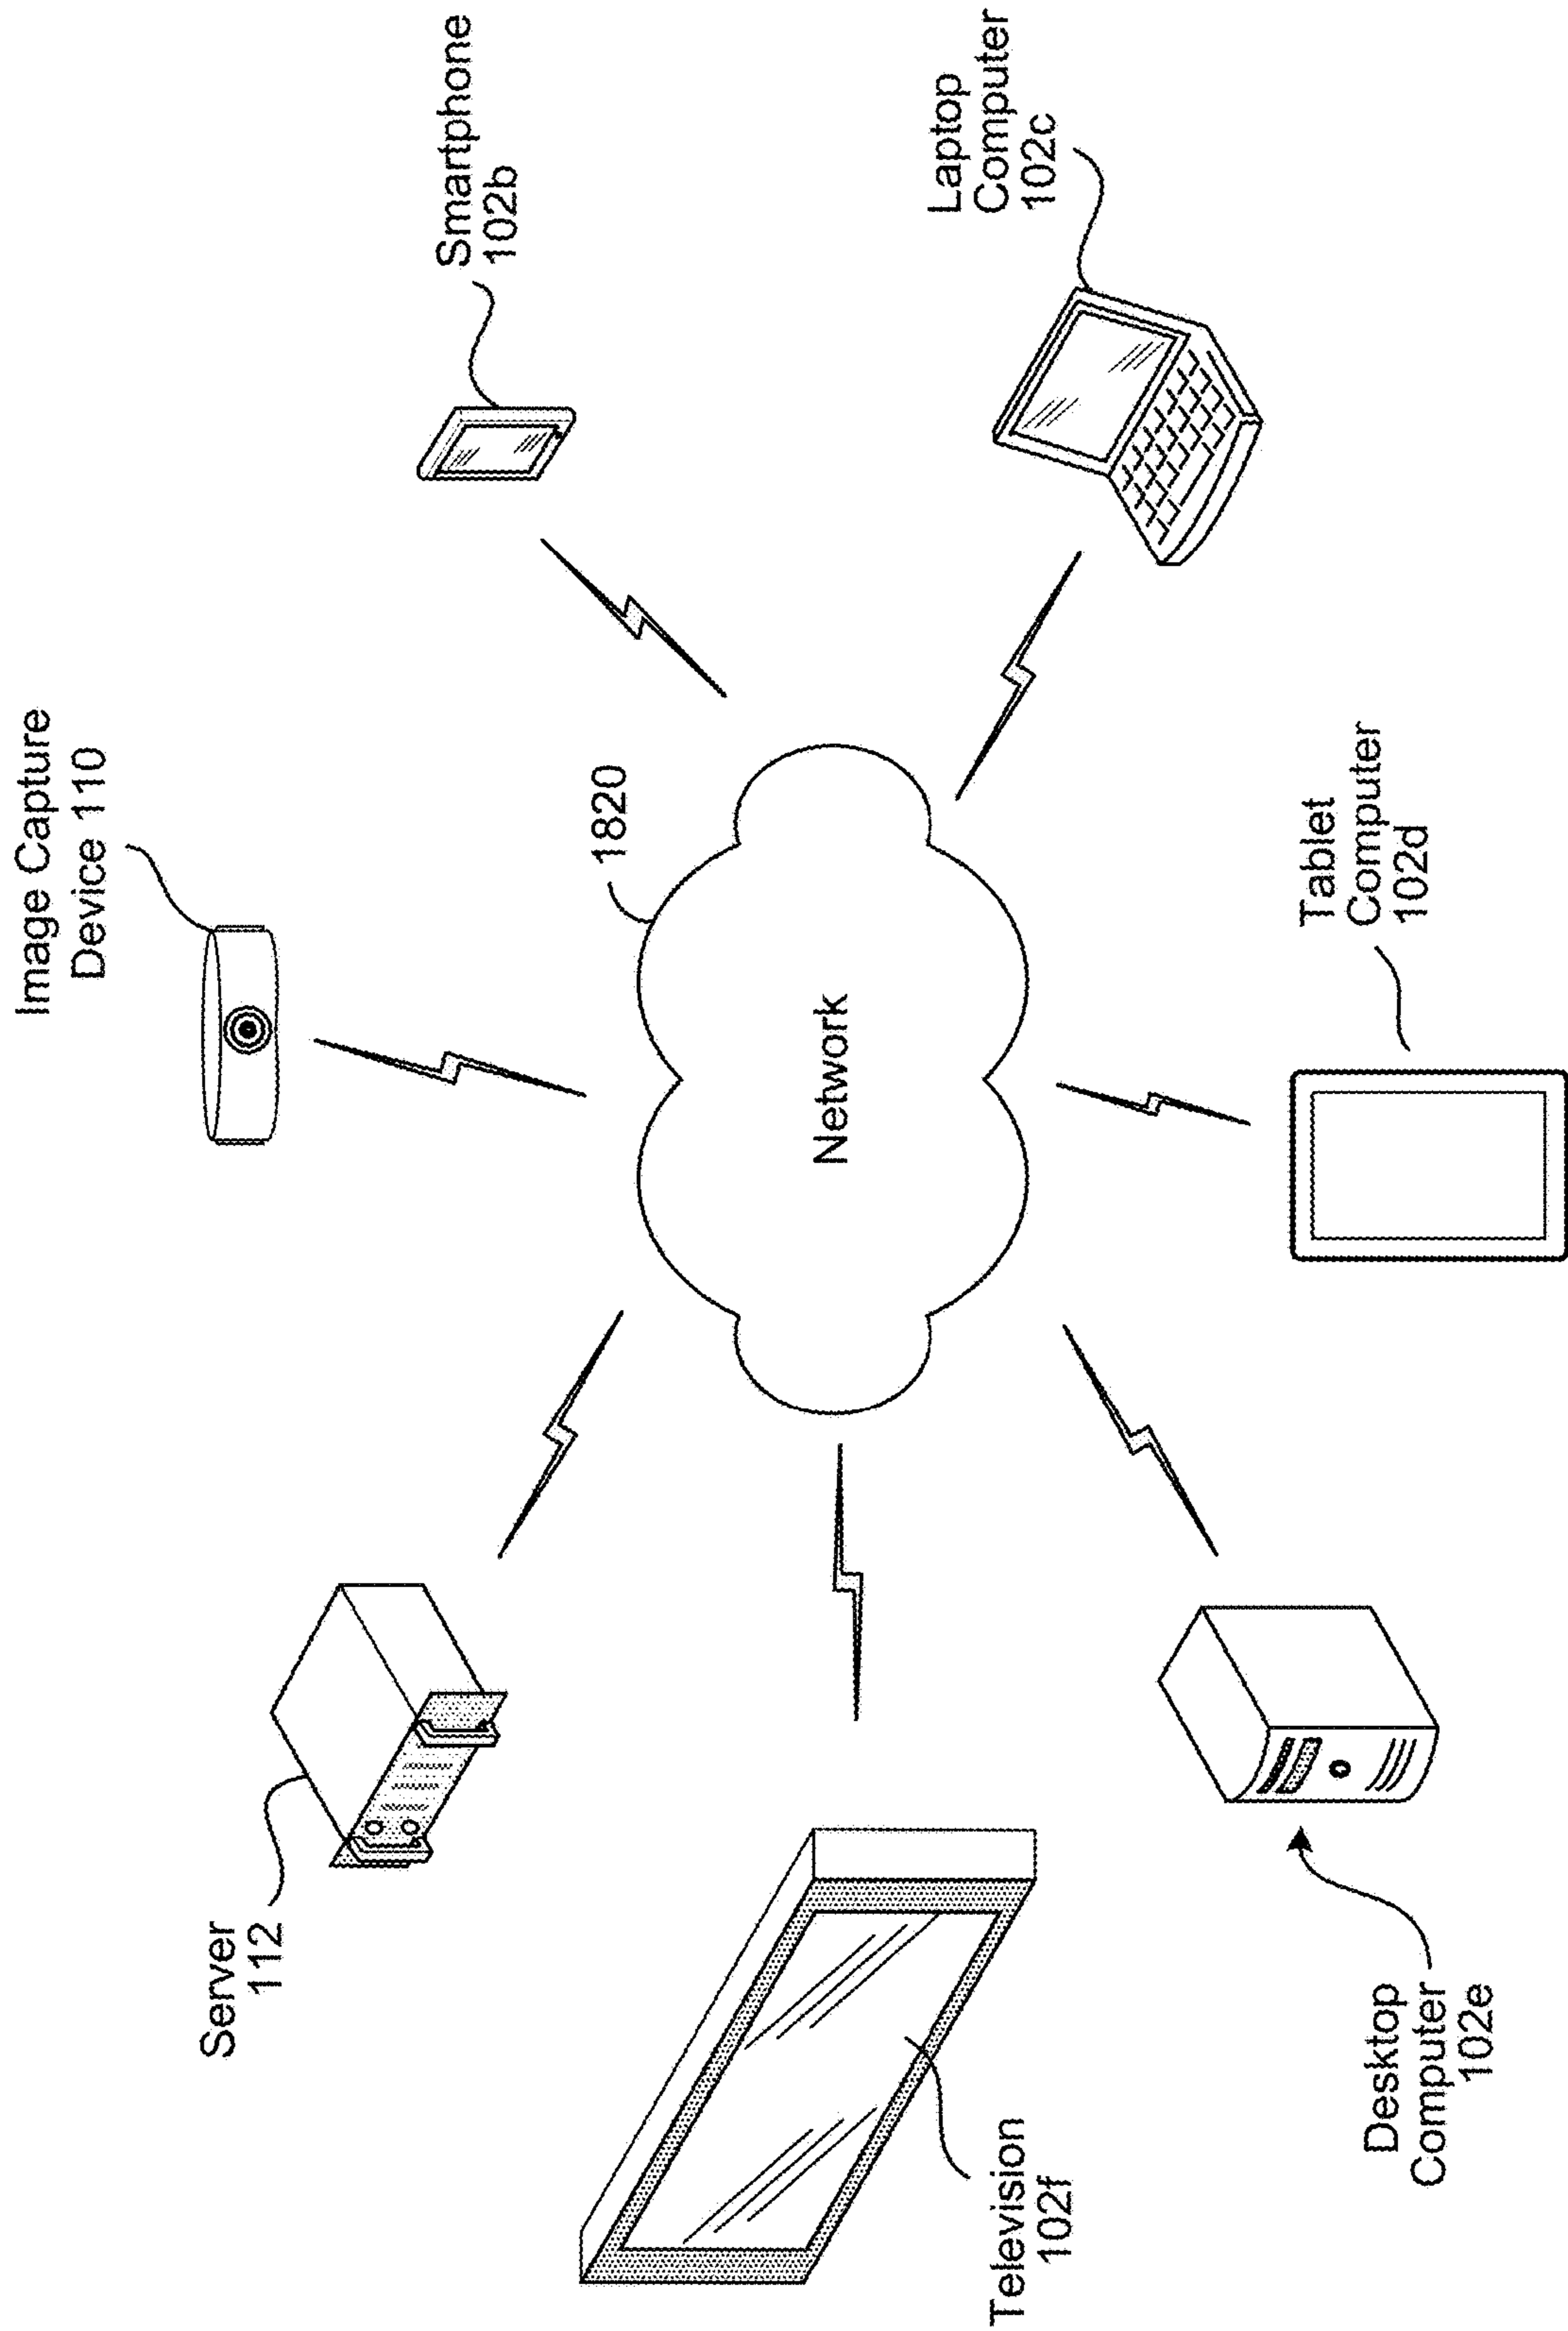 Image Capture
Device 110
Server
112
Smartphone
102b
1820
Network
Television
102f
Laptop
Computer
102c
Tablet
Computer
102d
Desktop
Computer
102e